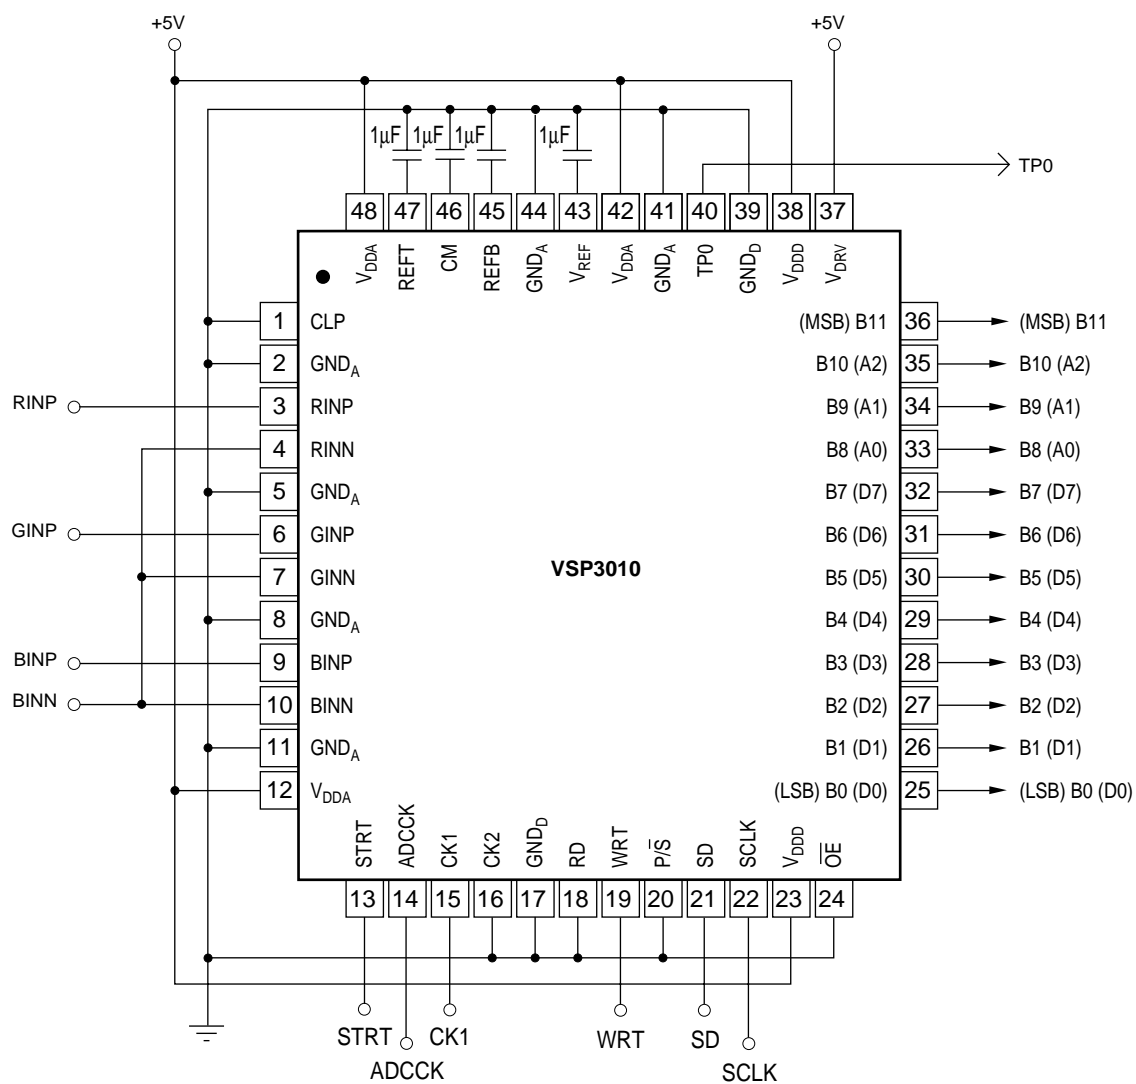 +5V +5V
1μF 1μF 1μF 1μF
TP0
48 47 46 45 44 43 42 41 40 39 38 37
VDDA REFT CM REFB GNDA VREF VDDA GNDA TP0 GNDD VDDD VDRV
1 CLP (MSB) B11 36 (MSB) B11
2 GNDA B10 (A2) 35 B10 (A2)
RINP 3 RINP B9 (A1) 34 B9 (A1)
4 RINN B8 (A0) 33 B8 (A0)
5 GNDA B7 (D7) 32 B7 (D7)
GINP 6 GINP B6 (D6) 31 B6 (D6)
VSP3010
7 GINN B5 (D5) 30 B5 (D5)
8 GNDA B4 (D4) 29 B4 (D4)
BINP 9 BINP B3 (D3) 28 B3 (D3)
BINN 10 BINN B2 (D2) 27 B2 (D2)
11 GNDA B1 (D1) 26 B1 (D1)
12 VDDA (LSB) B0 (D0) 25 (LSB) B0 (D0)
STRT ADCCK CK1 CK2 GNDD RD WRT P/S̅ SD SCLK VDDD O̅E̅
13 14 15 16 17 18 19 20 21 22 23 24
STRT CK1 WRT SD
ADCCK SCLK